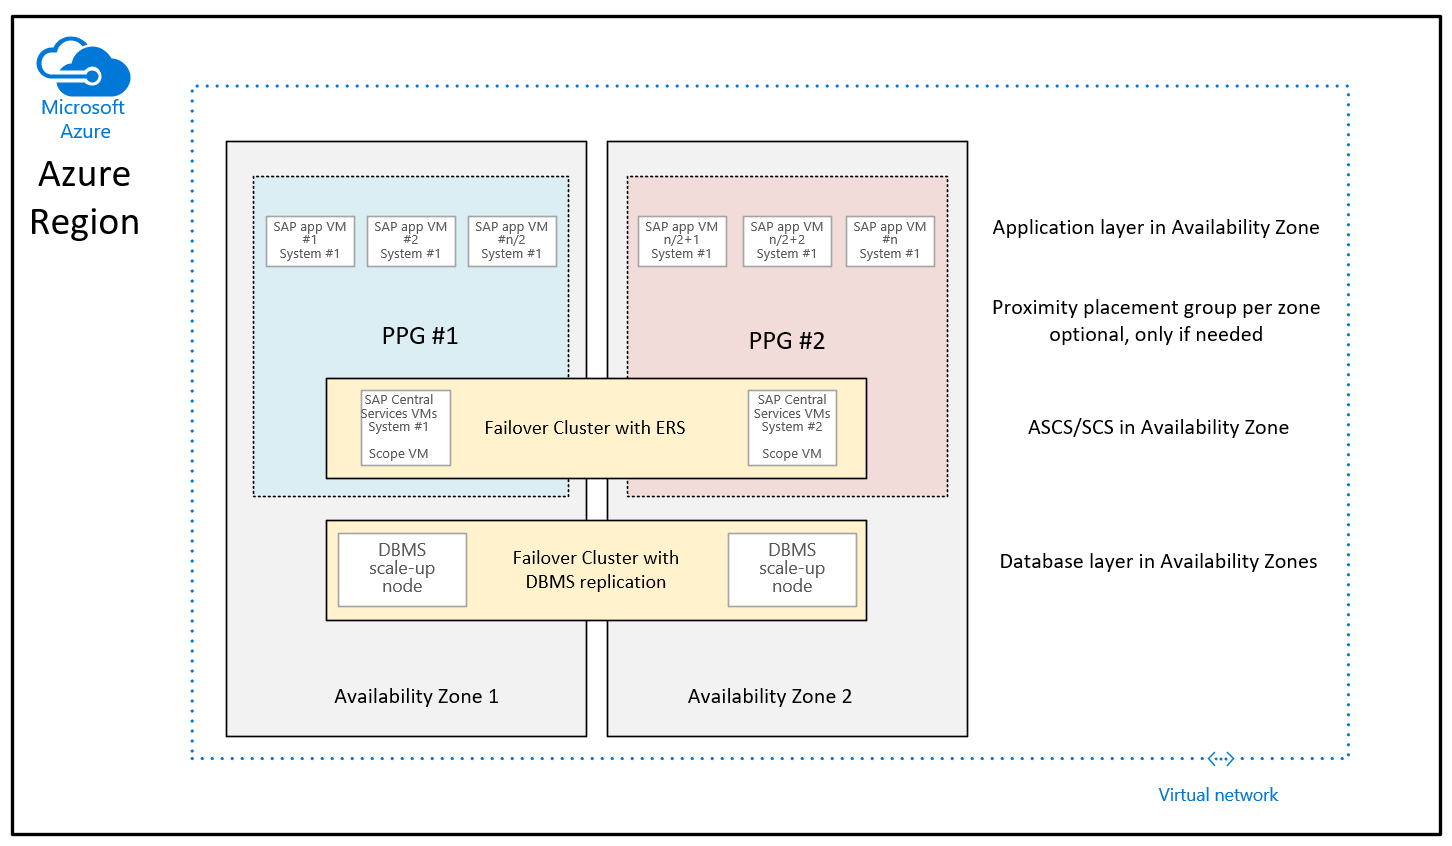 Microsoft
Azure
Azure
Region
SAP app VM
#1
System #1
SAP app VM
#2
System #1
SAP app VM
#n/2
System #1
SAP app VM
n/2+1
System #1
SAP app VM
n/2+2
System #1
SAP app VM
#n
System #1
Application layer in Availability Zone
PPG #1
PPG #2
Proximity placement group per zone
optional, only if needed
SAP Central
Services VMs
System #1
Scope VM
Failover Cluster with ERS
SAP Central
Services VMs
System #2
Scope VM
ASCS/SCS in Availability Zone
DBMS
scale-up
node
Failover Cluster with
DBMS replication
DBMS
scale-up
node
Database layer in Availability Zones
Availability Zone 1
Availability Zone 2
Virtual network